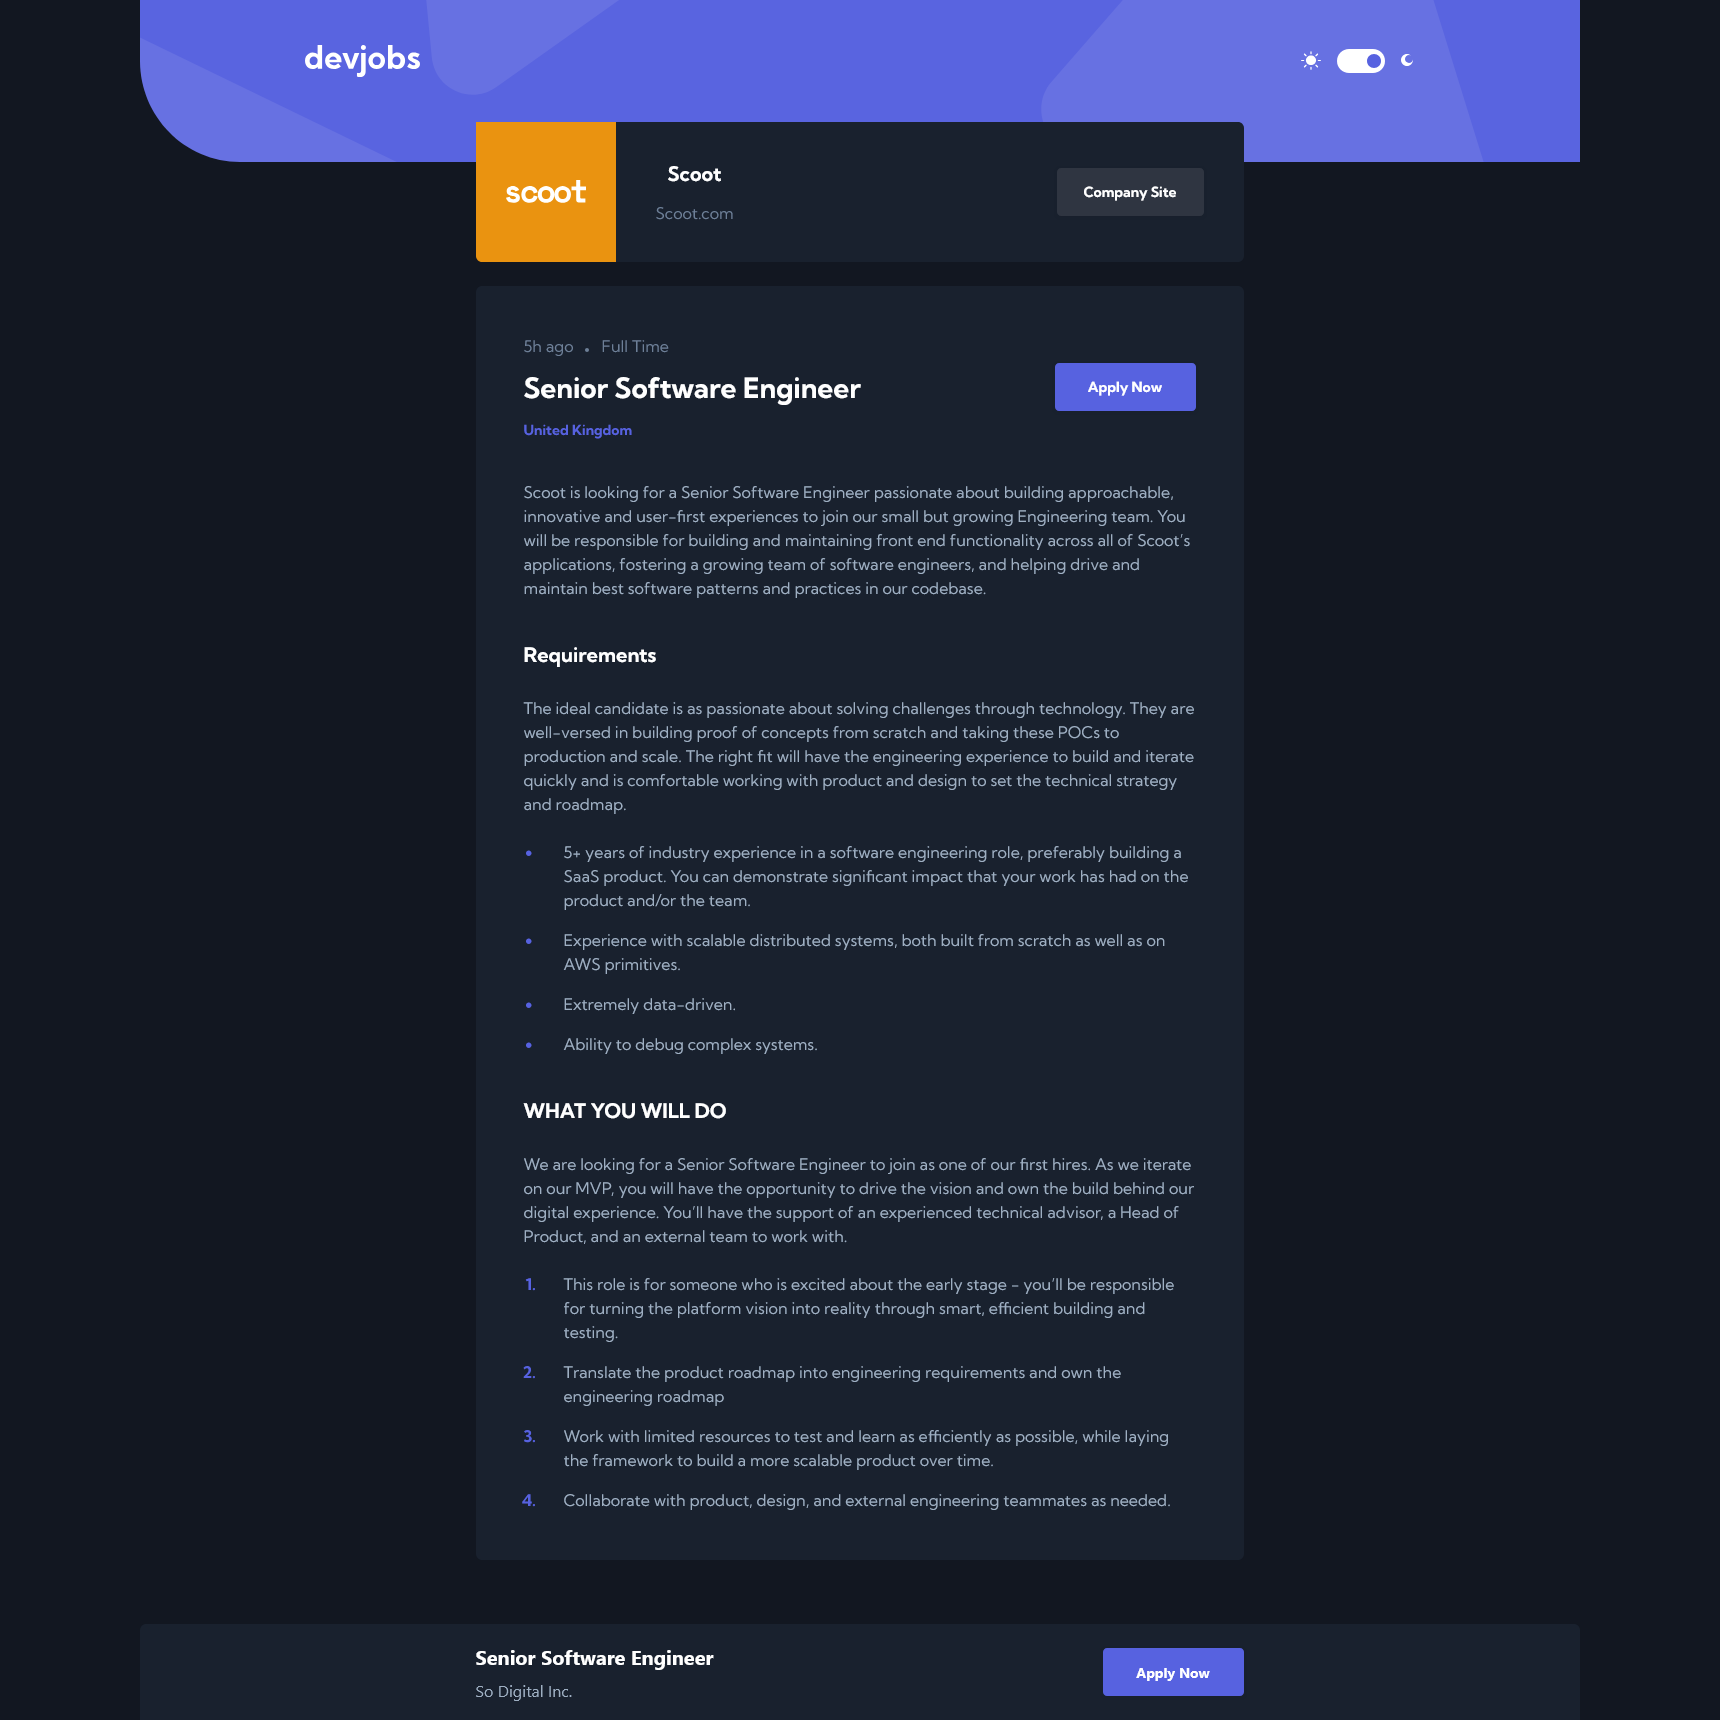 devjobs
scoot
Scoot
Scoot.com
Company Site
5h ago • Full Time
Senior Software Engineer
Apply Now
United Kingdom
Scoot is looking for a Senior Software Engineer passionate about building approachable,
innovative and user-first experiences to join our small but growing Engineering team. You
will be responsible for building and maintaining front end functionality across all of Scoot’s
applications, fostering a growing team of software engineers, and helping drive and
maintain best software patterns and practices in our codebase.
Requirements
The ideal candidate is as passionate about solving challenges through technology. They are
well-versed in building proof of concepts from scratch and taking these POCs to
production and scale. The right fit will have the engineering experience to build and iterate
quickly and is comfortable working with product and design to set the technical strategy
and roadmap.
• 5+ years of industry experience in a software engineering role, preferably building a
SaaS product. You can demonstrate significant impact that your work has had on the
product and/or the team.
• Experience with scalable distributed systems, both built from scratch as well as on
AWS primitives.
• Extremely data-driven.
• Ability to debug complex systems.
WHAT YOU WILL DO
We are looking for a Senior Software Engineer to join as one of our first hires. As we iterate
on our MVP, you will have the opportunity to drive the vision and own the build behind our
digital experience. You’ll have the support of an experienced technical advisor, a Head of
Product, and an external team to work with.
1. This role is for someone who is excited about the early stage - you’ll be responsible
for turning the platform vision into reality through smart, efficient building and
testing.
2. Translate the product roadmap into engineering requirements and own the
engineering roadmap
3. Work with limited resources to test and learn as efficiently as possible, while laying
the framework to build a more scalable product over time.
4. Collaborate with product, design, and external engineering teammates as needed.
Senior Software Engineer
So Digital Inc.
Apply Now